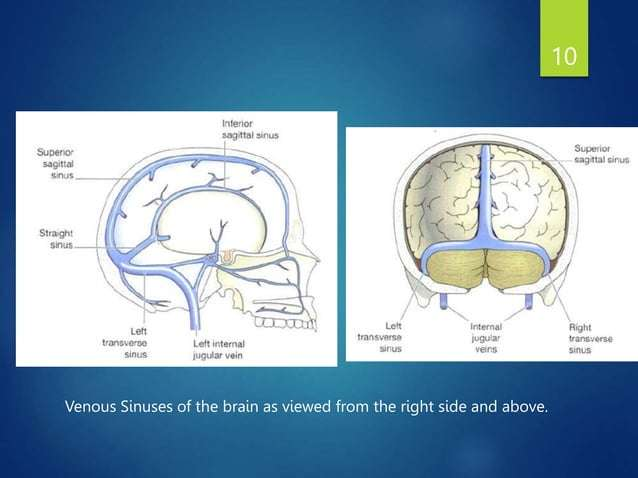 10
Inferior
sagittal sinus
Superior
sagittal
sinus
Straight
sinus
Left
transverse
sinus
Left internal
jugular vein
Superior
sagittal sinus
Left
transverse
sinus
Internal
jugular
veins
Right
transverse
sinus
Venous Sinuses of the brain as viewed from the right side and above.